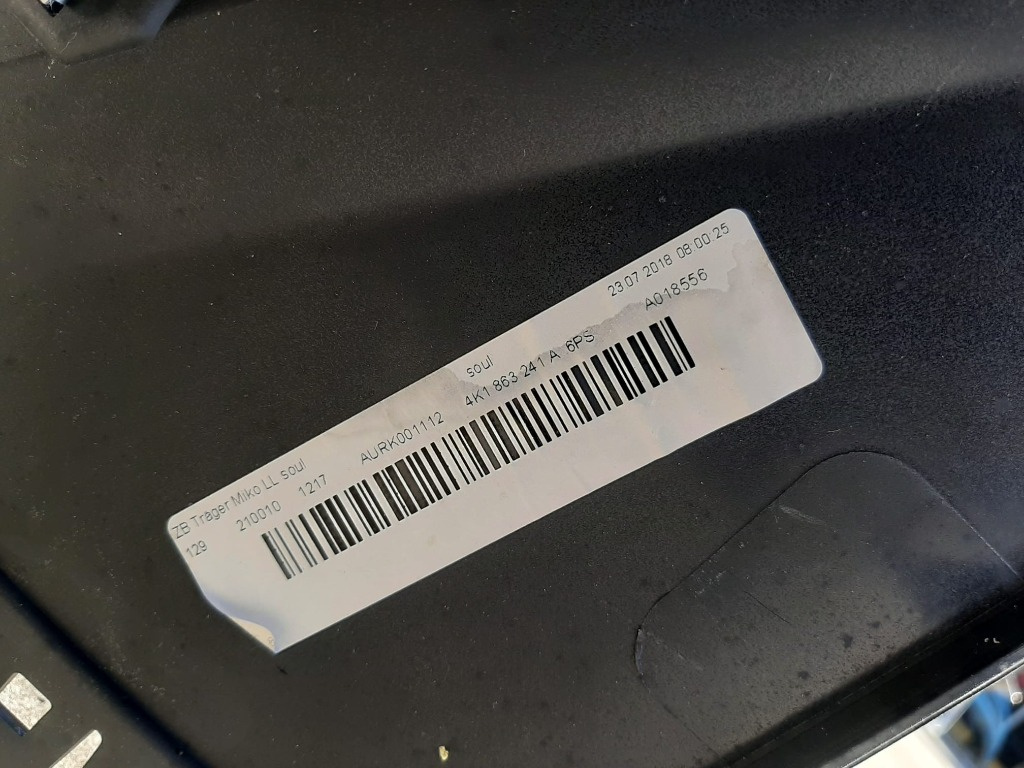 ZB Träger Miko LL soul soul 23 07 2018 08:00:25
129 210010 1217 AURK001112 4K1 863 241 A 6PS A018556